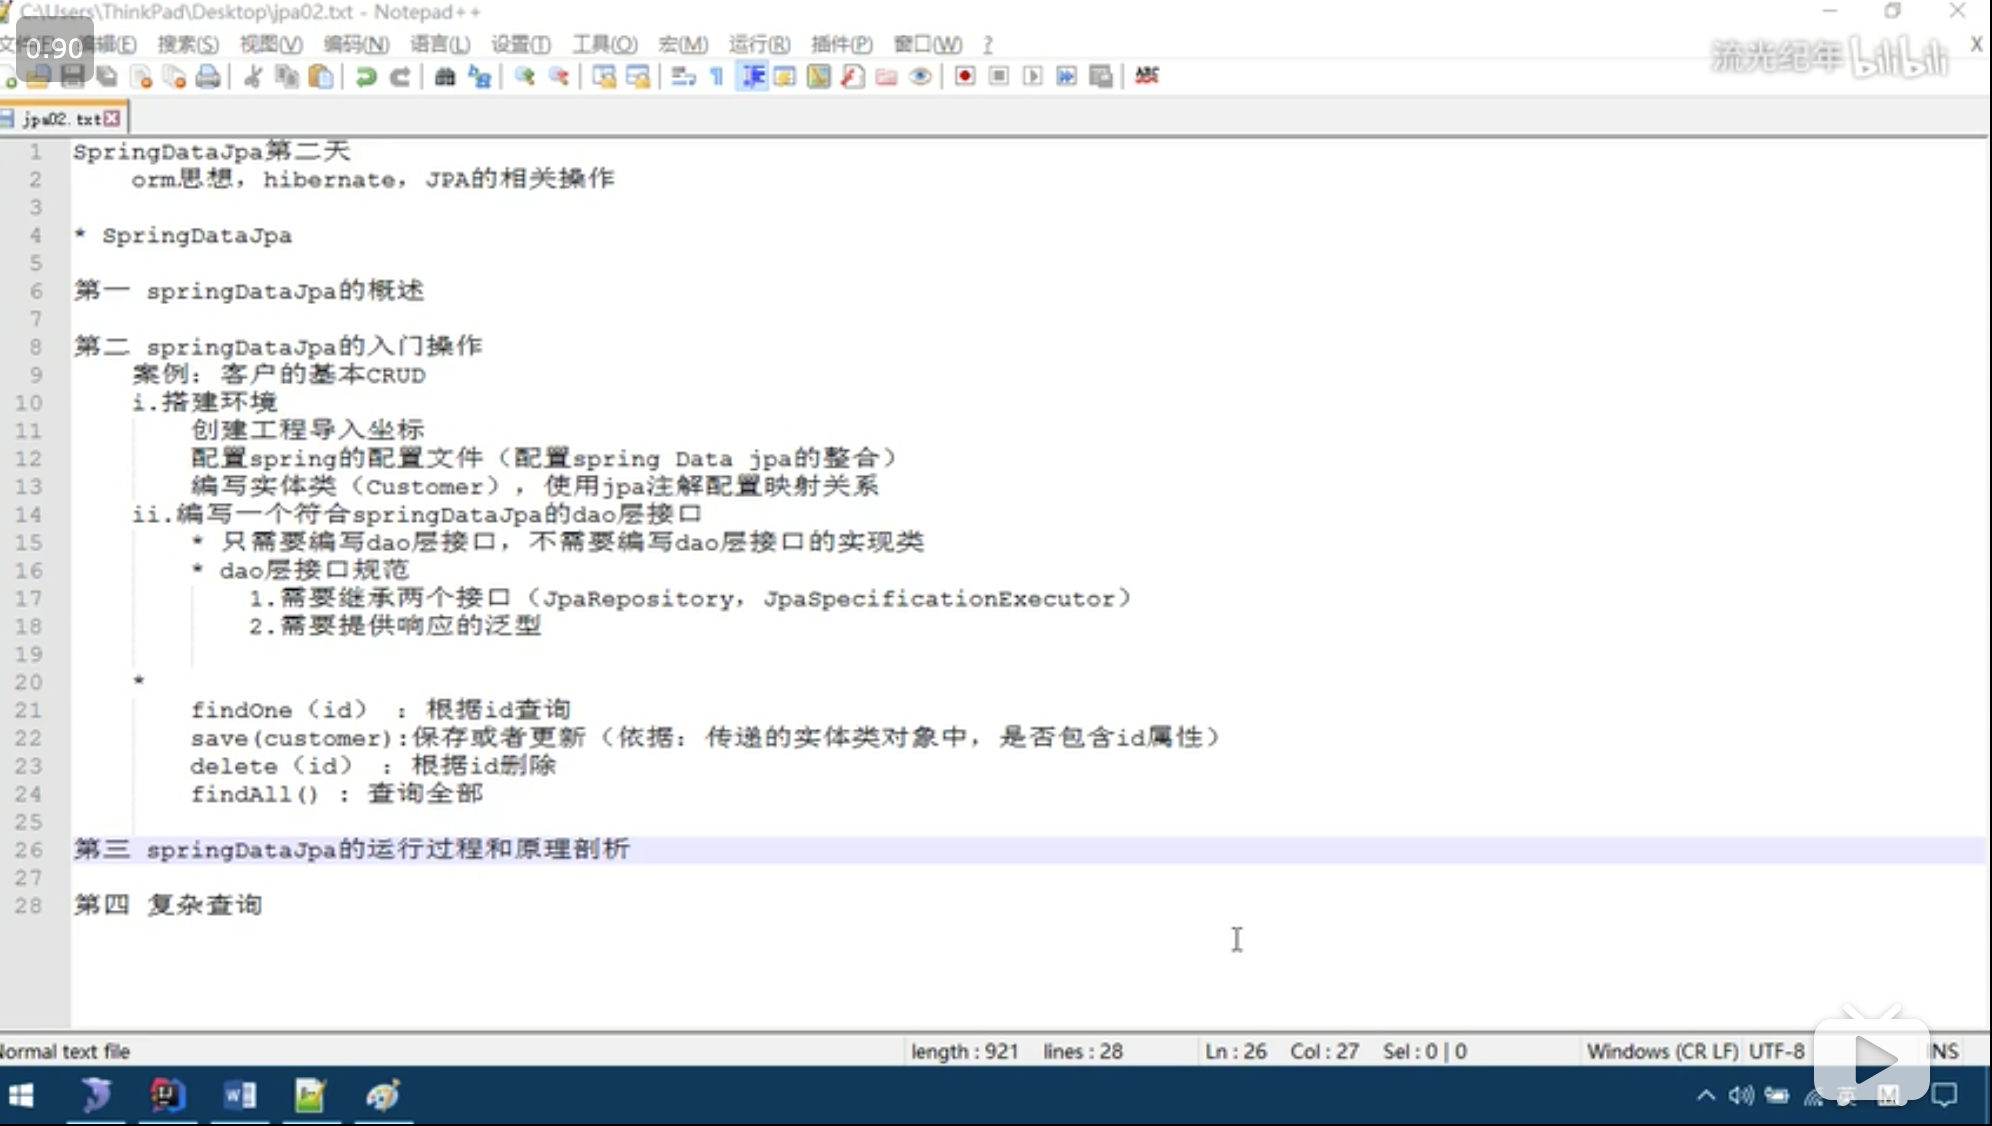 C:\Users\ThinkPad\Desktop\jpa02.txt - Notepad++
0.90
编辑(E) 搜索(S) 视图(V) 编码(N) 语言(L) 设置(T) 工具(O) 宏(M) 运行(R) 插件(P) 窗口(W) ? X
流光纪年 bilibili
ABC
jpa02.txt
1 SpringDataJpa第二天
2 orm思想，hibernate，JPA的相关操作
3
4 * SpringDataJpa
5
6 第一 springDataJpa的概述
7
8 第二 springDataJpa的入门操作
9 案例：客户的基本CRUD
10 i.搭建环境
11 创建工程导入坐标
12 配置spring的配置文件（配置spring Data jpa的整合）
13 编写实体类（Customer），使用jpa注解配置映射关系
14 ii.编写一个符合springDataJpa的dao层接口
15 * 只需要编写dao层接口，不需要编写dao层接口的实现类
16 * dao层接口规范
17 1.需要继承两个接口（JpaRepository，JpaSpecificationExecutor）
18 2.需要提供响应的泛型
19
20 *
21 findOne（id） ：根据id查询
22 save(customer):保存或者更新（依据：传递的实体类对象中，是否包含id属性）
23 delete（id） ：根据id删除
24 findAll() : 查询全部
25
26 第三 springDataJpa的运行过程和原理剖析
27
28 第四 复杂查询
Normal text file length : 921 lines : 28 Ln : 26 Col : 27 Sel : 0 | 0 Windows (CR LF) UTF-8 INS
英 M